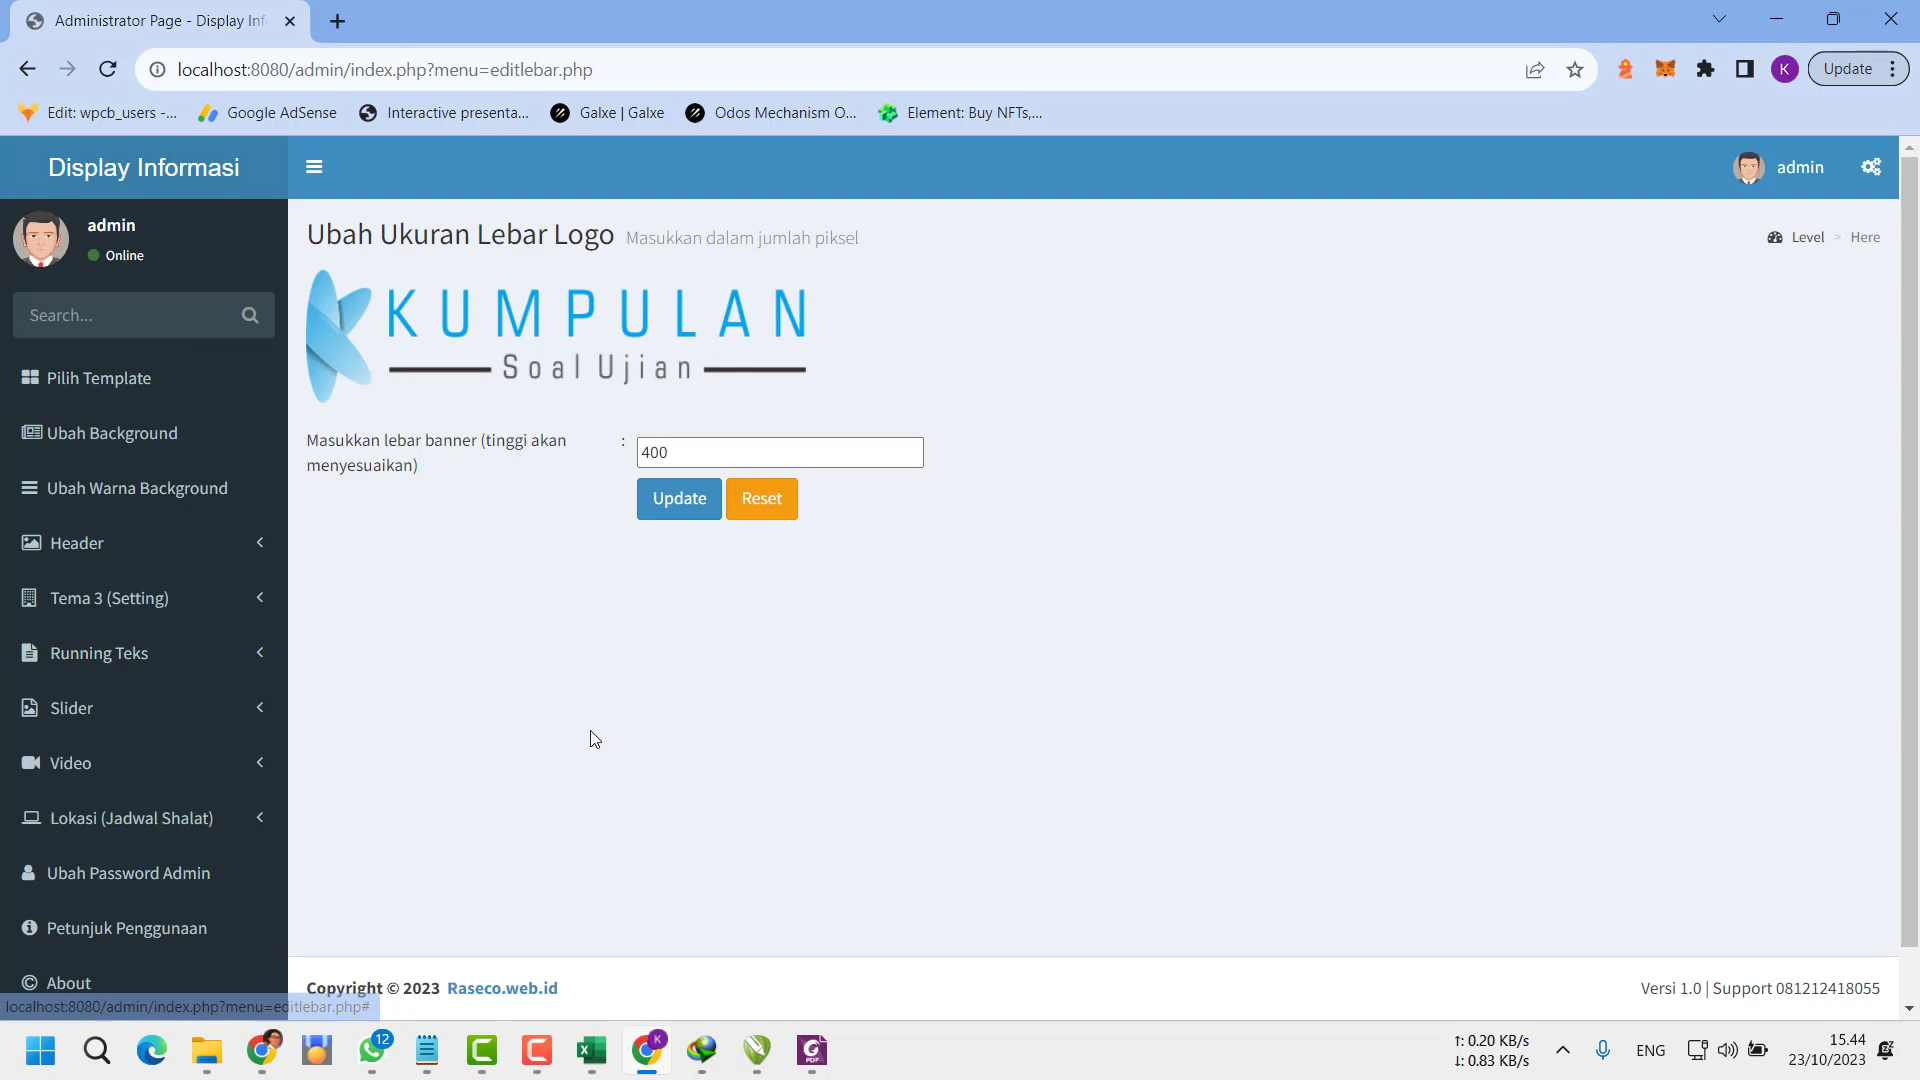 Administrator Page - Display Inf
localhost:8080/admin/index.php?menu=editlebar.php
K
Update
Edit: wpcb_users -...
Google AdSense
Interactive presenta...
Galxe | Galxe
Odos Mechanism O...
Element: Buy NFTs,...
Display Informasi
admin
admin
Online
Search...
Pilih Template
Ubah Background
Ubah Warna Background
Header
Tema 3 (Setting)
Running Teks
Slider
Video
Lokasi (Jadwal Shalat)
Ubah Password Admin
Petunjuk Penggunaan
About
localhost:8080/admin/index.php?menu=editlebar.php#
Ubah Ukuran Lebar Logo Masukkan dalam jumlah piksel
Level > Here
KUMPULAN
Soal Ujian
Masukkan lebar banner (tinggi akan
menyesuaikan)
:
400
Update
Reset
Copyright © 2023 Raseco.web.id
Versi 1.0 | Support 081212418055
12
K
PDF
↑: 0.20 KB/s
↓: 0.83 KB/s
ENG
15.44
23/10/2023